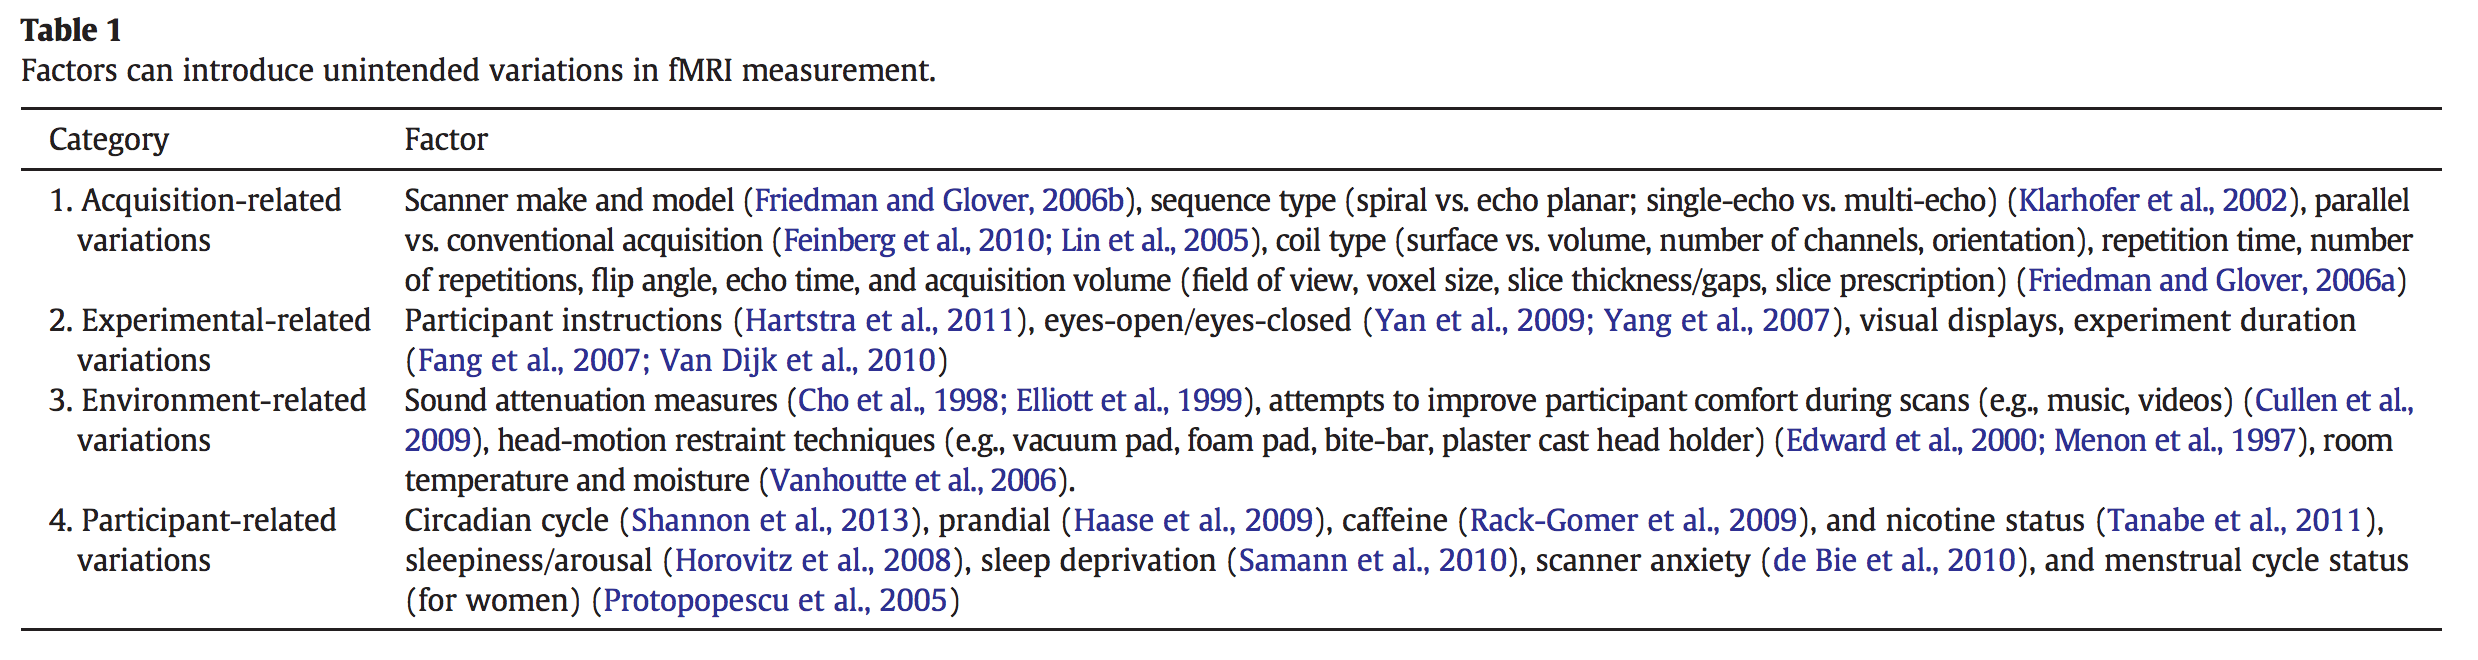 Table 1
Factors can introduce unintended variations in fMRI measurement.
Category Factor
1. Acquisition-related variations Scanner make and model (Friedman and Glover, 2006b), sequence type (spiral vs. echo planar; single-echo vs. multi-echo) (Klarhofer et al., 2002), parallel
vs. conventional acquisition (Feinberg et al., 2010; Lin et al., 2005), coil type (surface vs. volume, number of channels, orientation), repetition time, number
of repetitions, flip angle, echo time, and acquisition volume (field of view, voxel size, slice thickness/gaps, slice prescription) (Friedman and Glover, 2006a)
2. Experimental-related variations Participant instructions (Hartstra et al., 2011), eyes-open/eyes-closed (Yan et al., 2009; Yang et al., 2007), visual displays, experiment duration
(Fang et al., 2007; Van Dijk et al., 2010)
3. Environment-related variations Sound attenuation measures (Cho et al., 1998; Elliott et al., 1999), attempts to improve participant comfort during scans (e.g., music, videos) (Cullen et al.,
2009), head-motion restraint techniques (e.g., vacuum pad, foam pad, bite-bar, plaster cast head holder) (Edward et al., 2000; Menon et al., 1997), room
temperature and moisture (Vanhoutte et al., 2006).
4. Participant-related variations Circadian cycle (Shannon et al., 2013), prandial (Haase et al., 2009), caffeine (Rack-Gomer et al., 2009), and nicotine status (Tanabe et al., 2011),
sleepiness/arousal (Horovitz et al., 2008), sleep deprivation (Samann et al., 2010), scanner anxiety (de Bie et al., 2010), and menstrual cycle status
(for women) (Protopopescu et al., 2005)